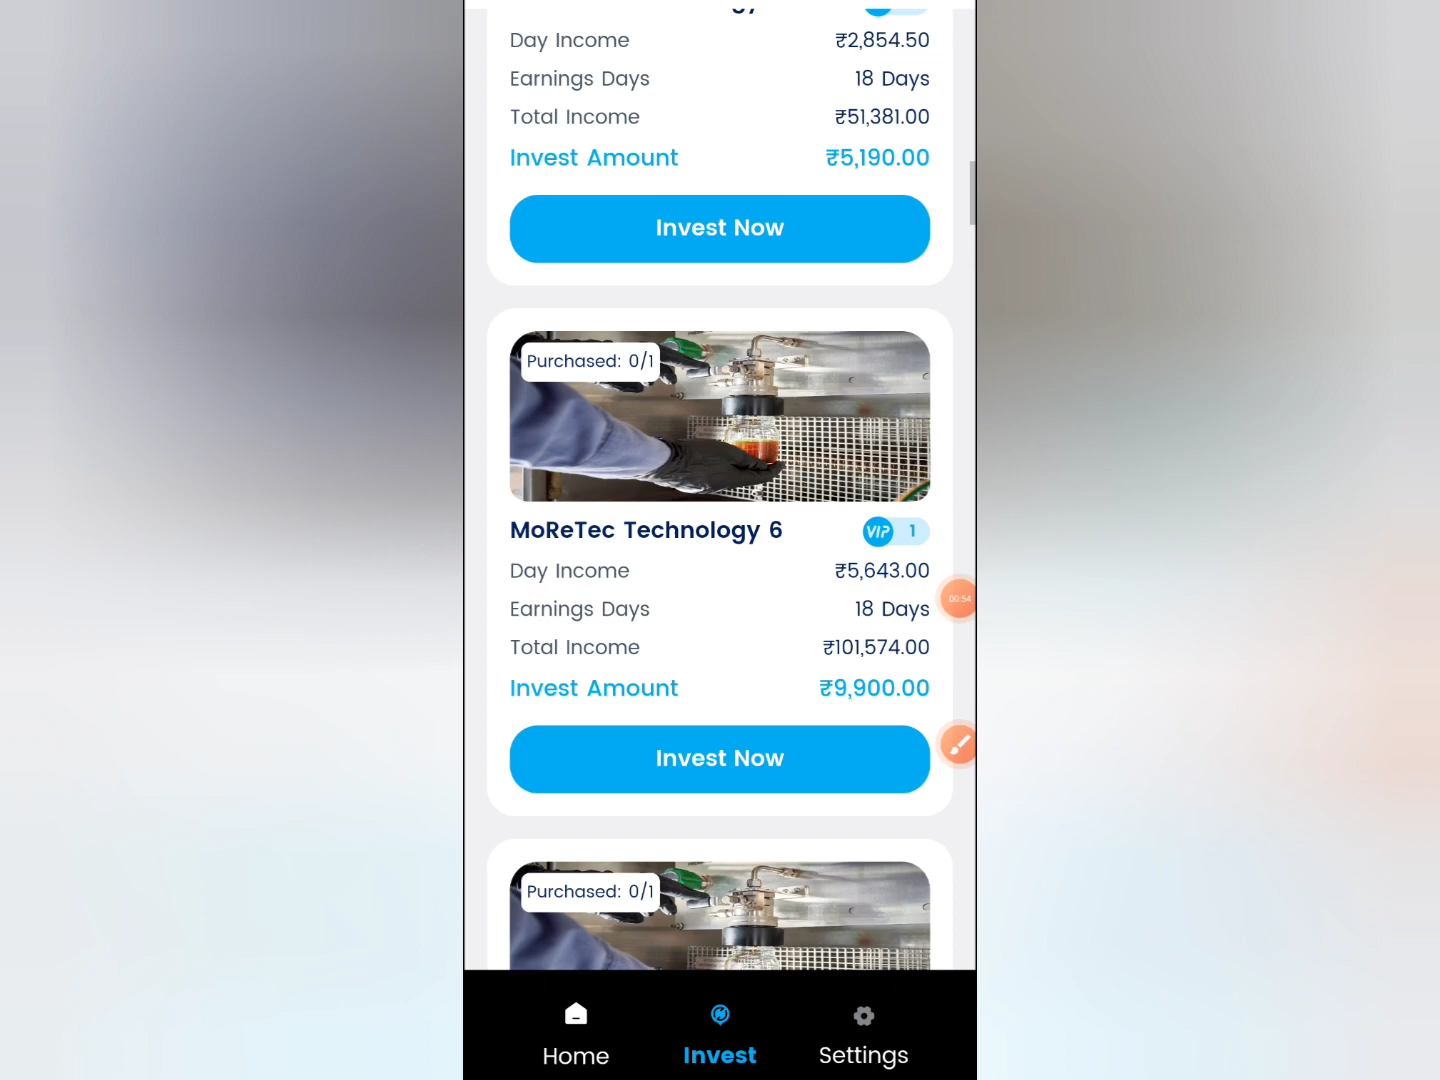 Day Income ₹2,854.50
Earnings Days 18 Days
Total Income ₹51,381.00
Invest Amount ₹5,190.00
Invest Now
Purchased: 0/1
MoReTec Technology 6 VIP 1
Day Income ₹5,643.00
Earnings Days 18 Days
00:54
Total Income ₹101,574.00
Invest Amount ₹9,900.00
Invest Now
Purchased: 0/1
Home Invest Settings